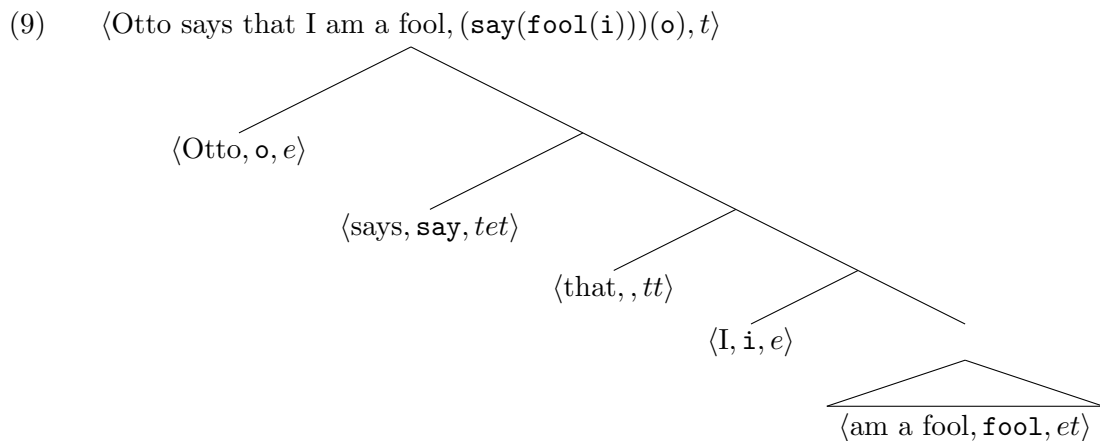 (9) ⟨Otto says that I am a fool, (say(fool(i)))(o), t⟩
⟨Otto, o, e⟩
⟨says, say, tet⟩
⟨that, , tt⟩
⟨I, i, e⟩
⟨am a fool, fool, et⟩